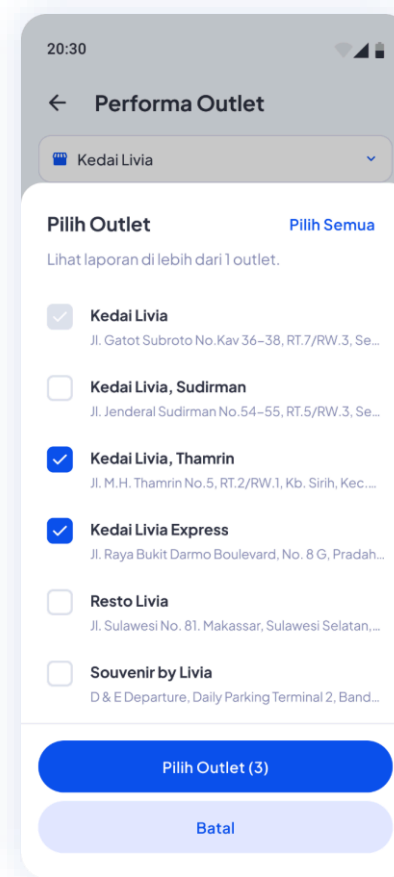 20:30
Performa Outlet
Kedai Livia
Pilih Outlet
Pilih Semua
Lihat laporan di lebih dari 1 outlet.
Kedai Livia
Jl. Gatot Subroto No.Kav 36-38, RT.7/RW.3, Se...
Kedai Livia, Sudirman
Jl. Jenderal Sudirman No.54-55, RT.5/RW.3, Se...
Kedai Livia, Thamrin
Jl. M.H. Thamrin No.5, RT.2/RW.1, Kb. Sirih, Kec....
Kedai Livia Express
Jl. Raya Bukit Darmo Boulevard, No. 8 G, Pradah...
Resto Livia
Jl. Sulawesi No. 81. Makassar, Sulawesi Selatan,...
Souvenir by Livia
D & E Departure, Daily Parking Terminal 2, Band...
Pilih Outlet (3)
Batal